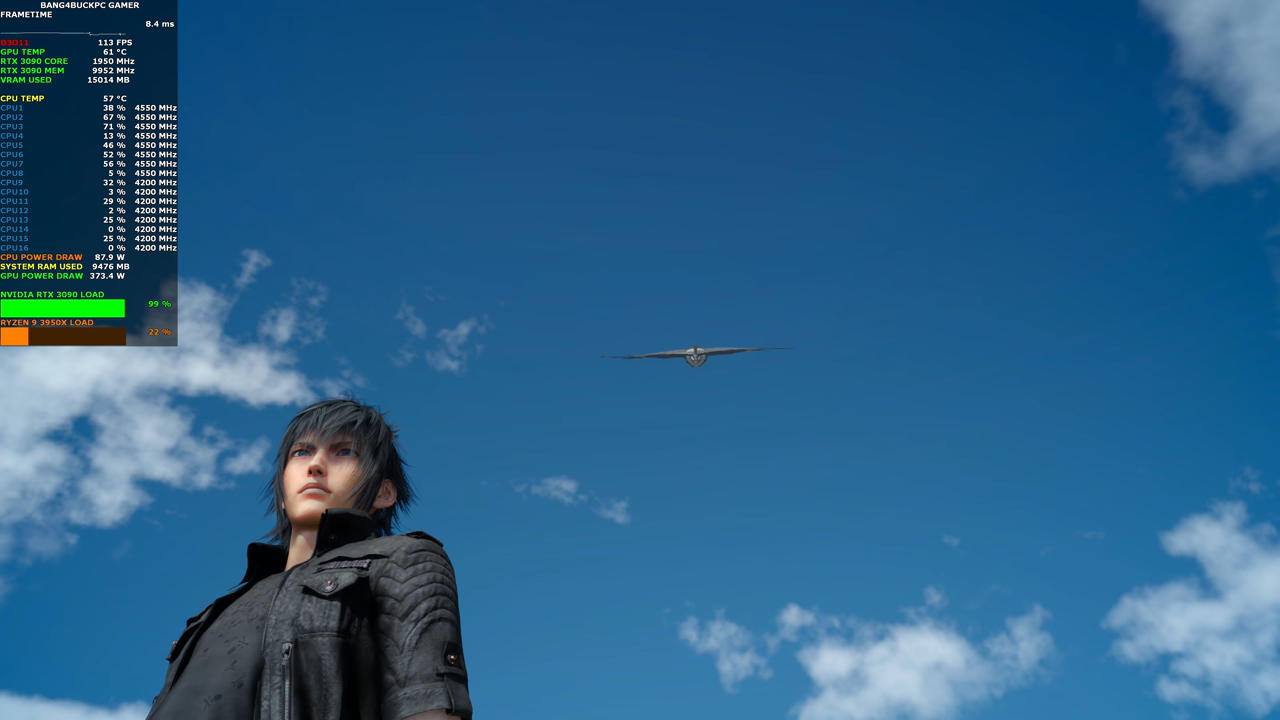 BANG4BUCKPC GAMER
FRAMETIME
8.4 ms
D3D11 113 FPS
GPU TEMP 61 °C
RTX 3090 CORE 1950 MHz
RTX 3090 MEM 9952 MHz
VRAM USED 15014 MB
CPU TEMP 57 °C
CPU1 38 % 4550 MHz
CPU2 67 % 4550 MHz
CPU3 71 % 4550 MHz
CPU4 13 % 4550 MHz
CPU5 46 % 4550 MHz
CPU6 52 % 4550 MHz
CPU7 56 % 4550 MHz
CPU8 5 % 4550 MHz
CPU9 32 % 4200 MHz
CPU10 3 % 4200 MHz
CPU11 29 % 4200 MHz
CPU12 2 % 4200 MHz
CPU13 25 % 4200 MHz
CPU14 0 % 4200 MHz
CPU15 25 % 4200 MHz
CPU16 0 % 4200 MHz
CPU POWER DRAW 87.9 W
SYSTEM RAM USED 9476 MB
GPU POWER DRAW 373.4 W
NVIDIA RTX 3090 LOAD
99 %
RYZEN 9 3950X LOAD
22 %